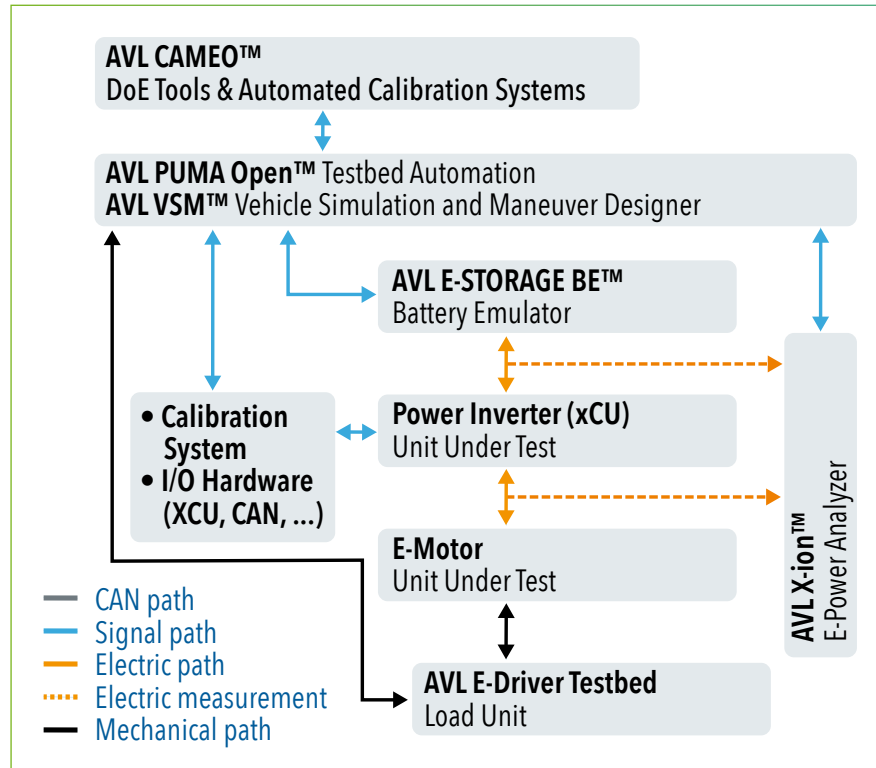 AVL CAMEO™
DoE Tools & Automated Calibration Systems
AVL PUMA Open™ Testbed Automation
AVL VSM™ Vehicle Simulation and Maneuver Designer
AVL E-STORAGE BE™
Battery Emulator
• Calibration
System
• I/O Hardware
(XCU, CAN, ...)
Power Inverter (xCU)
Unit Under Test
E-Motor
Unit Under Test
AVL X-ion™
E-Power Analyzer
AVL E-Driver Testbed
Load Unit
CAN path
Signal path
Electric path
Electric measurement
Mechanical path